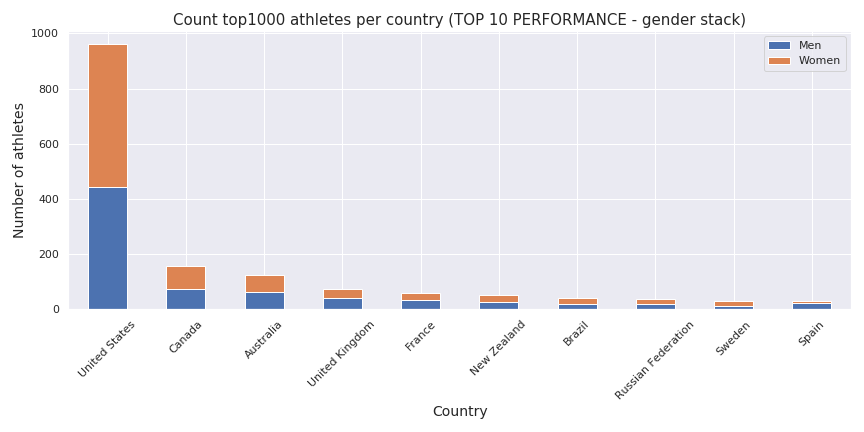 Count top1000 athletes per country (TOP 10 PERFORMANCE - gender stack)
Men
Women
Number of athletes
1000
800
600
400
200
0
United States
Canada
Australia
United Kingdom
France
New Zealand
Brazil
Russian Federation
Sweden
Spain
Country